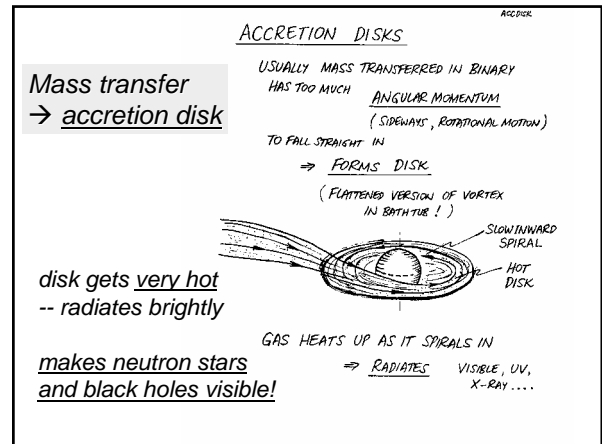 ACCDISK
ACCRETION DISKS
Mass transfer
→ accretion disk
USUALLY MASS TRANSFERRED IN BINARY
HAS TOO MUCH
ANGULAR MOMENTUM
(SIDEWAYS, ROTATIONAL MOTION)
TO FALL STRAIGHT IN
⇒ FORMS DISK
(FLATTENED VERSION OF VORTEX
IN BATHTUB!)
SLOW INWARD
SPIRAL
HOT
DISK
disk gets very hot
-- radiates brightly
GAS HEATS UP AS IT SPIRALS IN
⇒ RADIATES VISIBLE, UV,
X-RAY ....
makes neutron stars
and black holes visible!